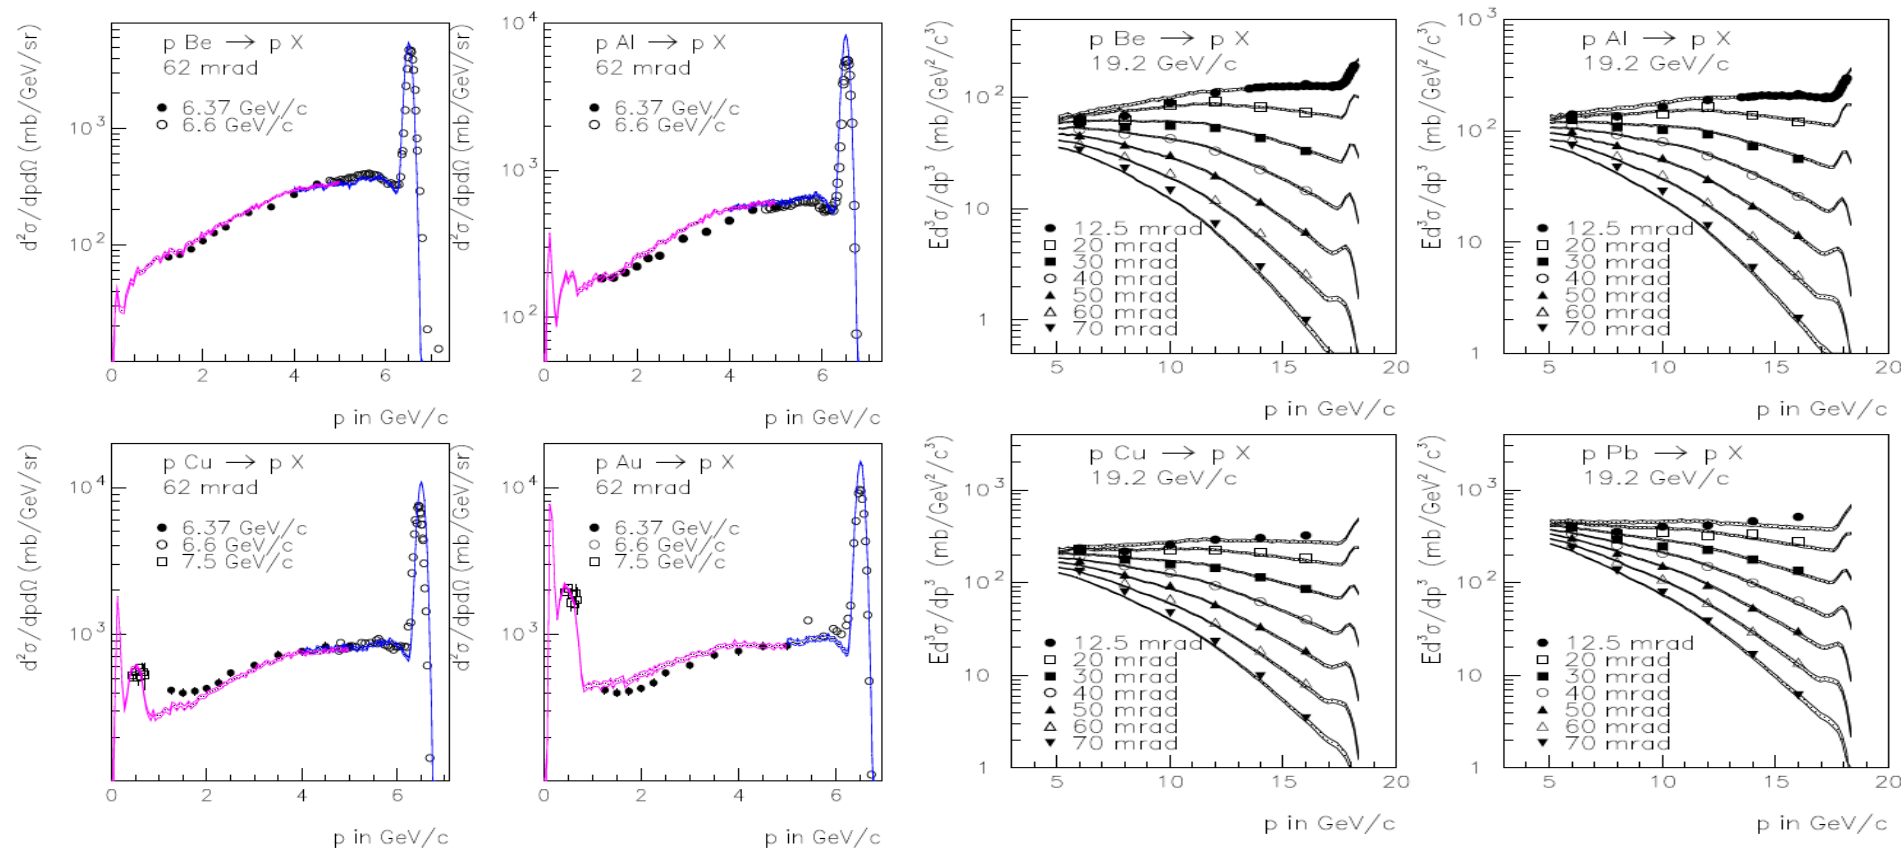 p Be → p X
62 mrad
6.37 GeV/c
6.6 GeV/c
10³
10²
d²σ/dpdΩ (mb/GeV/sr)
0 2 4 6
p in GeV/c
p Al → p X
62 mrad
6.37 GeV/c
6.6 GeV/c
10⁴
10³
10²
d²σ/dpdΩ (mb/GeV/sr)
0 2 4 6
p in GeV/c
p Be → p X
19.2 GeV/c
10²
10
1
Ed³σ/dp³ (mb/GeV²/c³)
12.5 mrad
20 mrad
30 mrad
40 mrad
50 mrad
60 mrad
70 mrad
5 10 15 20
p in GeV/c
p Al → p X
19.2 GeV/c
10³
10²
10
1
Ed³σ/dp³ (mb/GeV²/c³)
12.5 mrad
20 mrad
30 mrad
40 mrad
50 mrad
60 mrad
70 mrad
5 10 15 20
p in GeV/c
p Cu → p X
62 mrad
6.37 GeV/c
6.6 GeV/c
7.5 GeV/c
10⁴
10³
d²σ/dpdΩ (mb/GeV/sr)
0 2 4 6
p in GeV/c
p Au → p X
62 mrad
6.37 GeV/c
6.6 GeV/c
7.5 GeV/c
10⁴
10³
d²σ/dpdΩ (mb/GeV/sr)
0 2 4 6
p in GeV/c
p Cu → p X
19.2 GeV/c
10³
10²
10
1
Ed³σ/dp³ (mb/GeV²/c³)
12.5 mrad
20 mrad
30 mrad
40 mrad
50 mrad
60 mrad
70 mrad
5 10 15 20
p in GeV/c
p Pb → p X
19.2 GeV/c
10³
10²
10
1
Ed³σ/dp³ (mb/GeV²/c³)
12.5 mrad
20 mrad
30 mrad
40 mrad
50 mrad
60 mrad
70 mrad
5 10 15 20
p in GeV/c